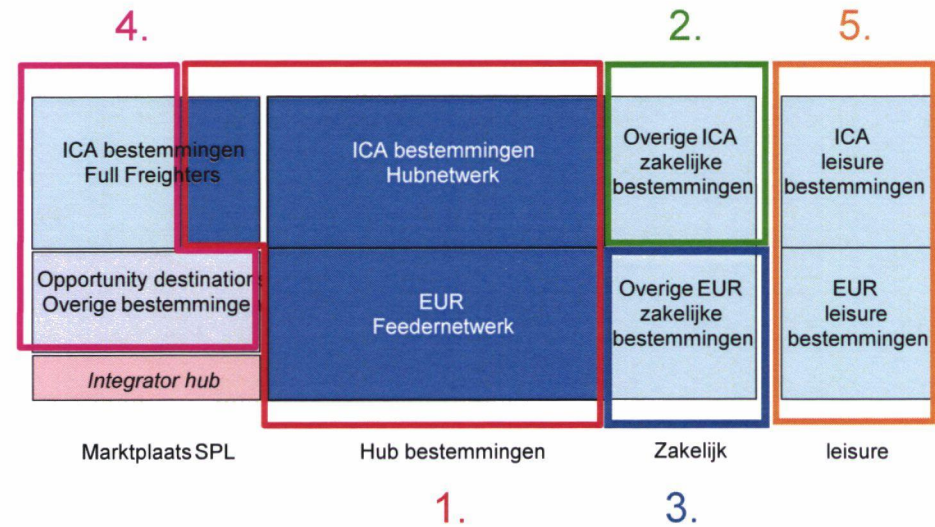 4.
2.
5.
ICA bestemmingen
Full Freighters
ICA bestemmingen
Hubnetwerk
Overige ICA
zakelijke
bestemmingen
ICA
leisure
bestemmingen
Opportunity destinations
Overige bestemmingen
EUR
Feedernetwerk
Overige EUR
zakelijke
bestemmingen
EUR
leisure
bestemmingen
Integrator hub
Marktplaats SPL
Hub bestemmingen
Zakelijk
leisure
1.
3.